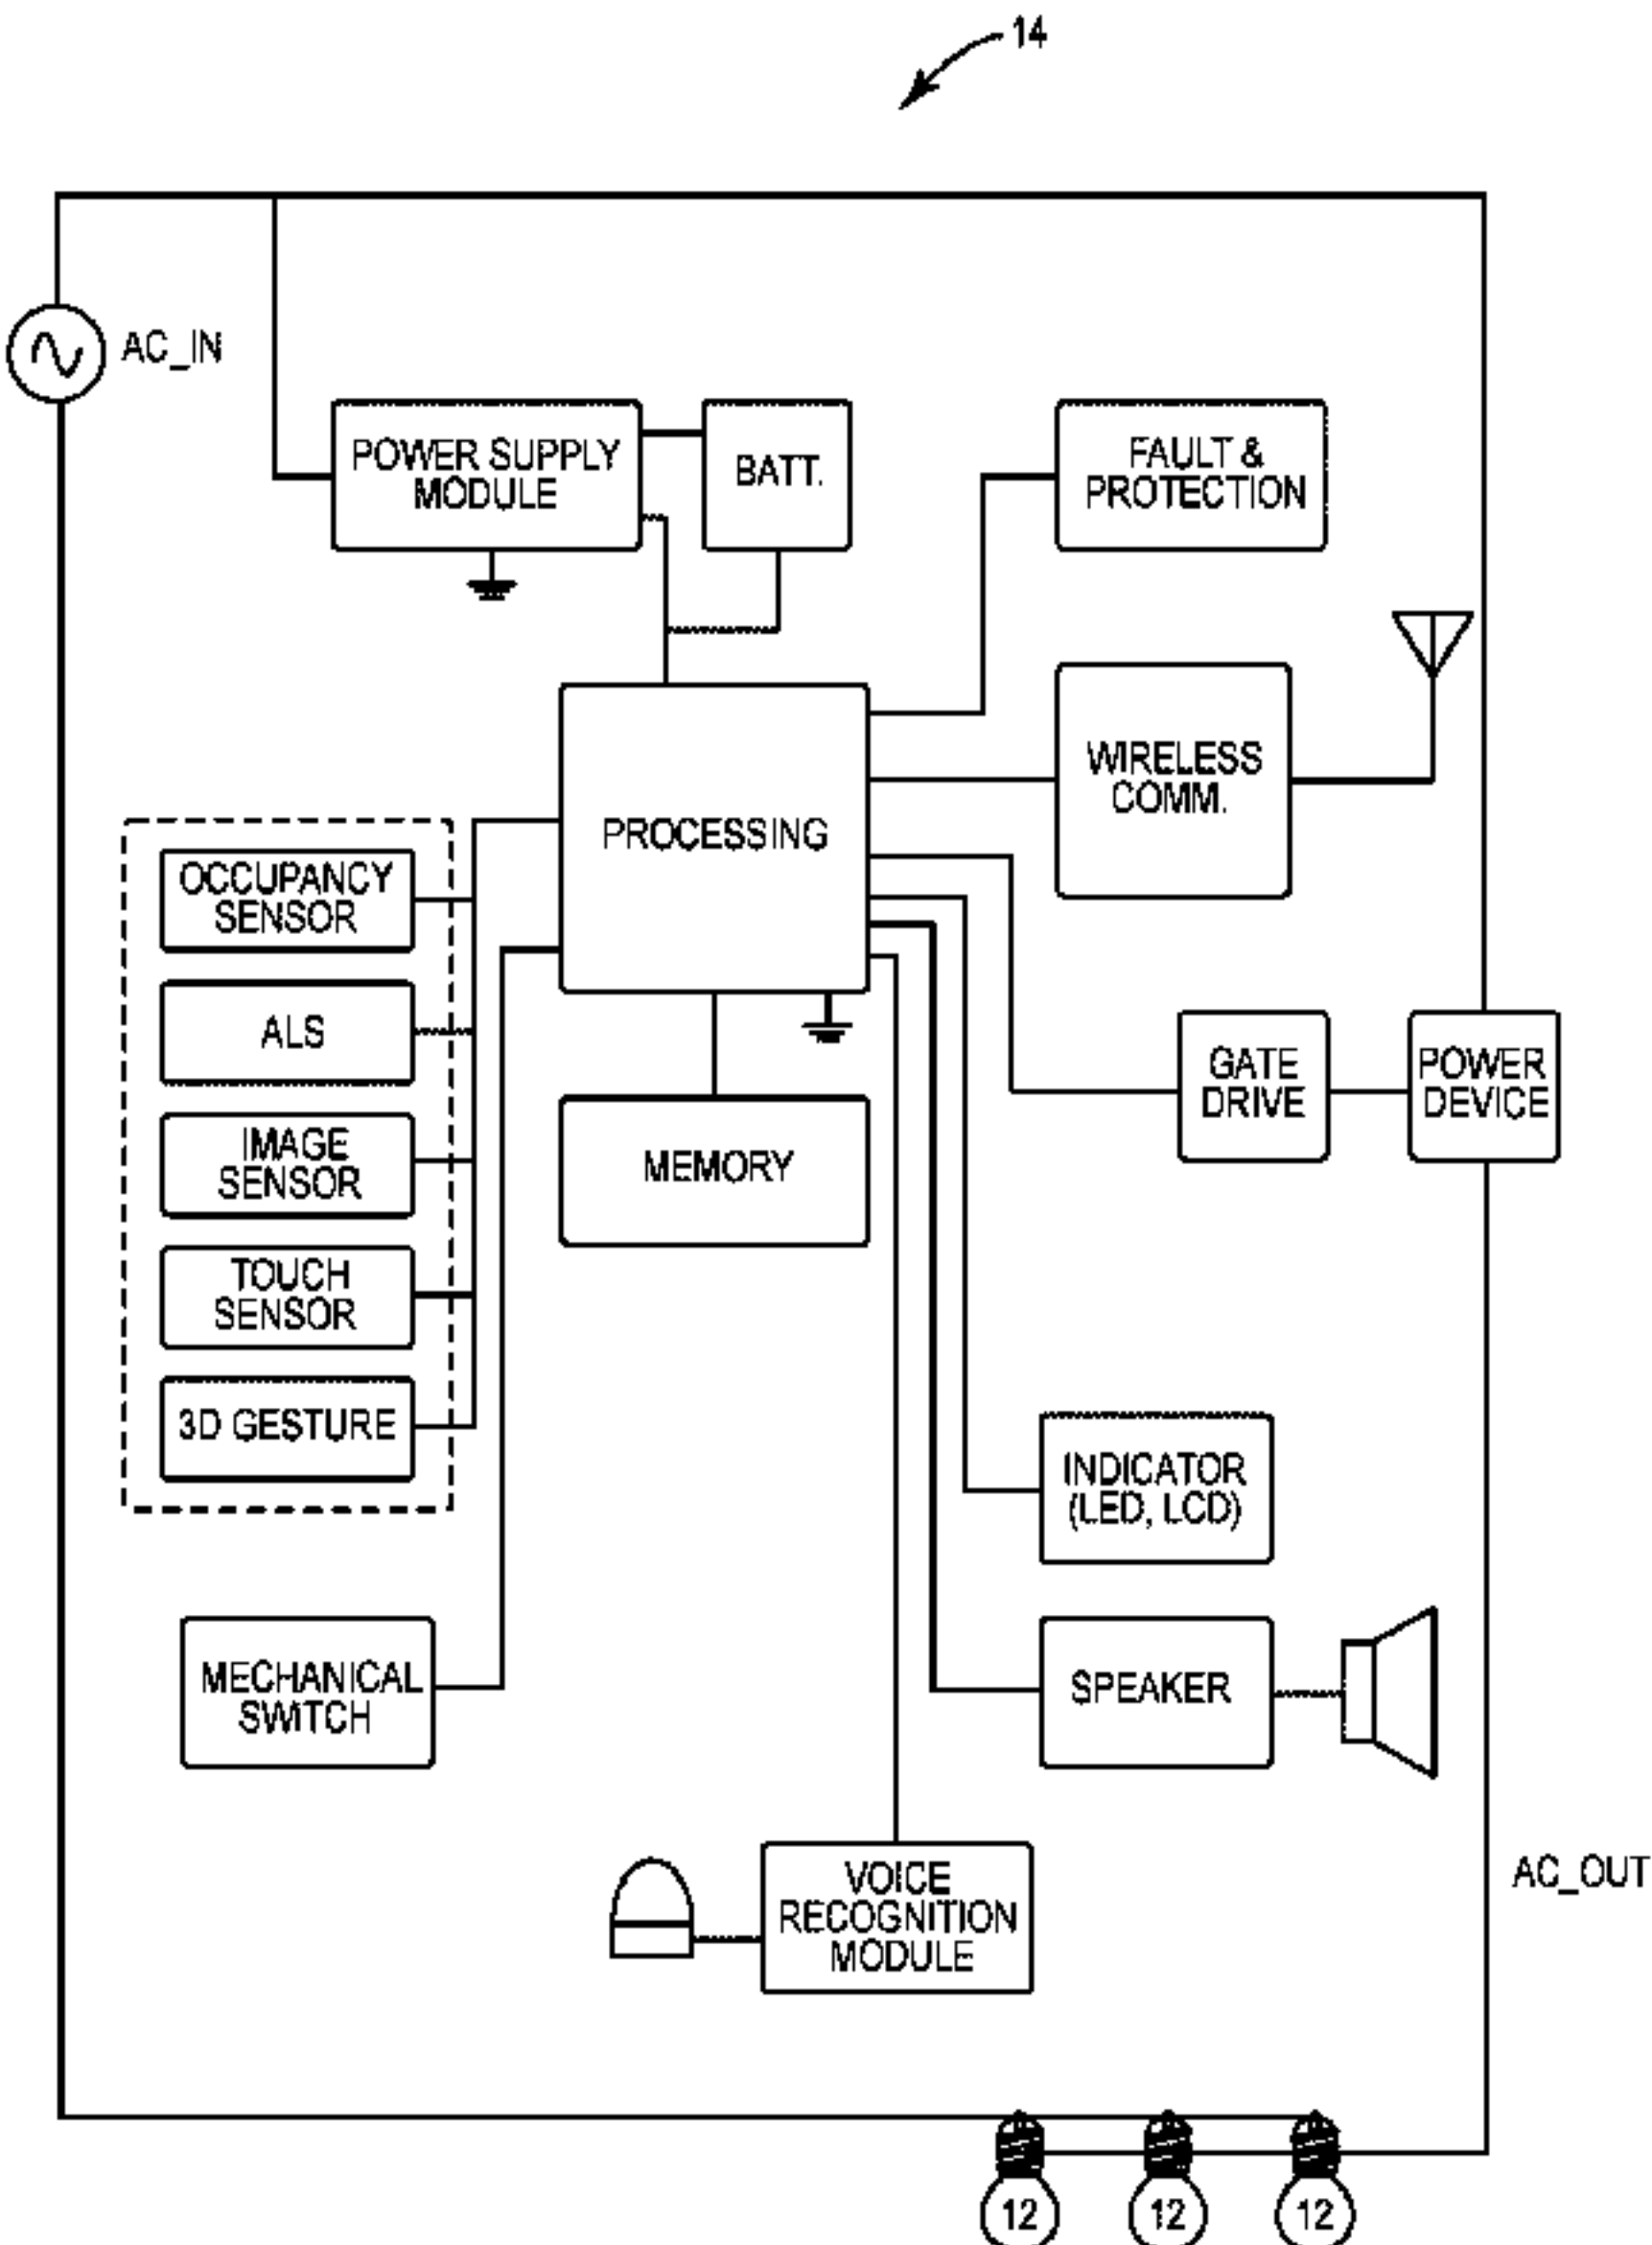 14
AC_IN
POWER SUPPLY
MODULE
BATT.
FAULT &
PROTECTION
WIRELESS
COMM.
PROCESSING
OCCUPANCY
SENSOR
ALS
IMAGE
SENSOR
TOUCH
SENSOR
3D GESTURE
GATE
DRIVE
POWER
DEVICE
MEMORY
INDICATOR
(LED, LCD)
MECHANICAL
SWITCH
SPEAKER
VOICE
RECOGNITION
MODULE
AC_OUT
12
12
12